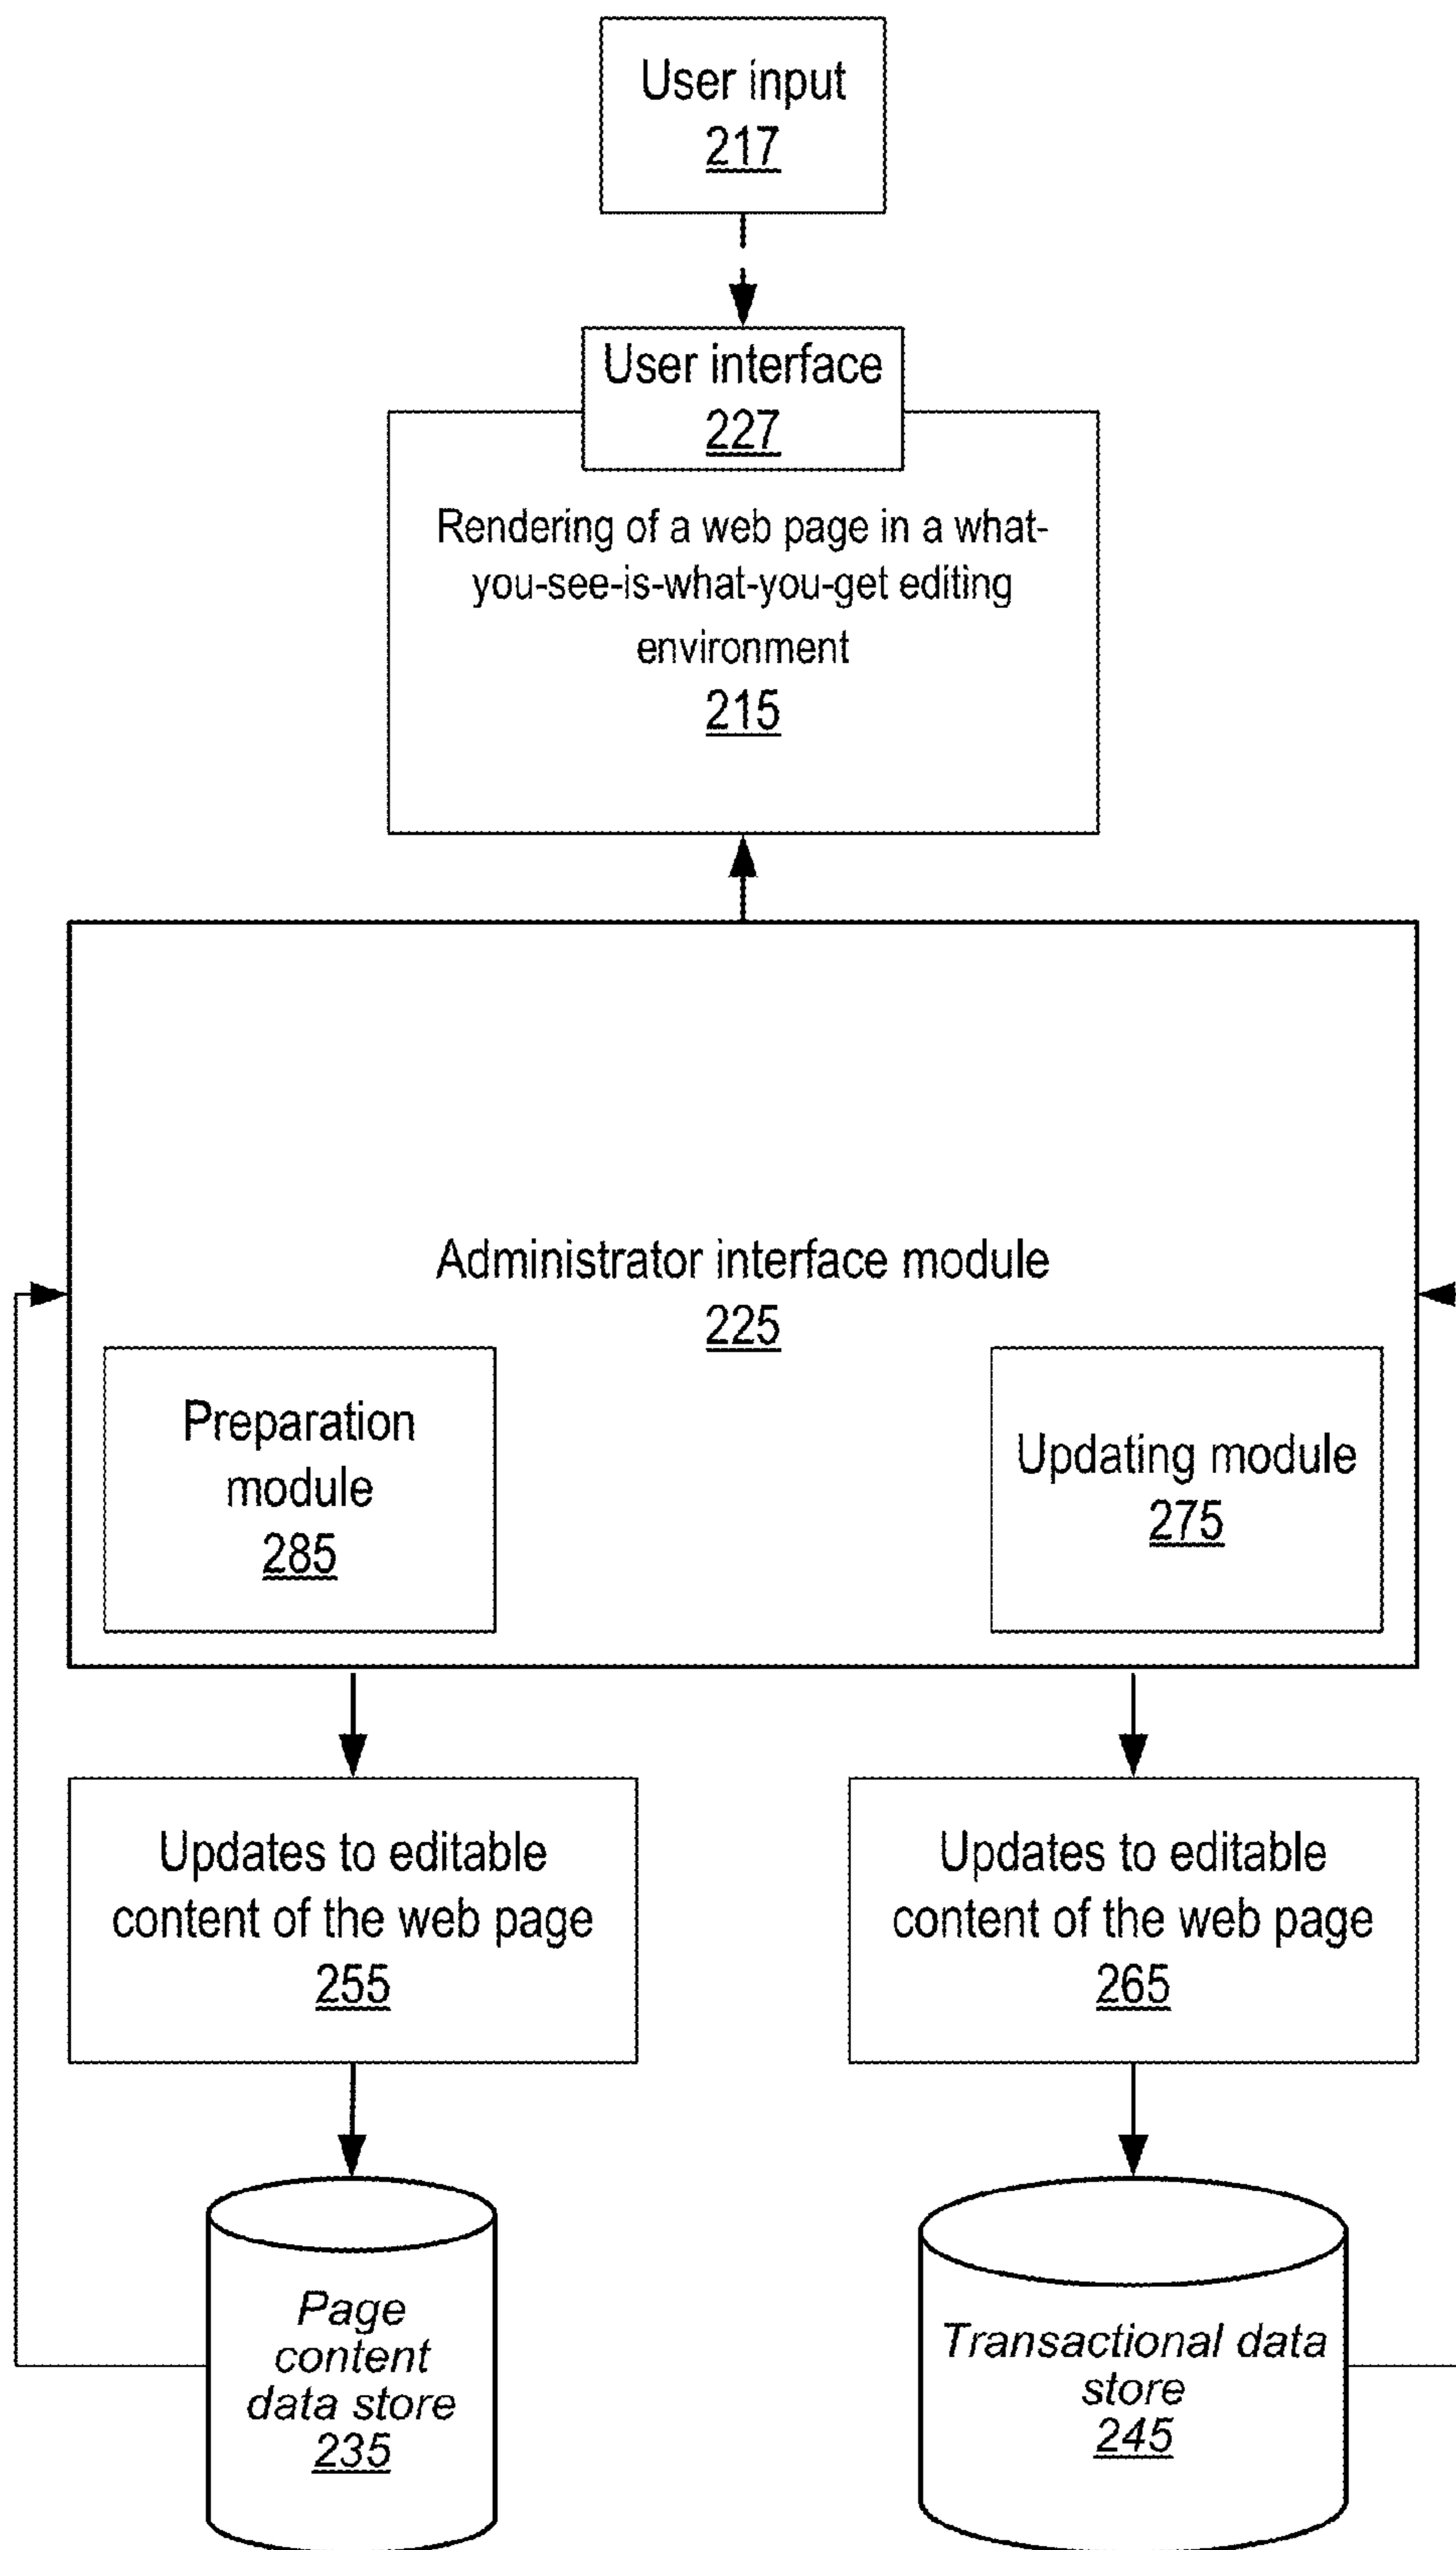 User input
217
User interface
227
Rendering of a web page in a what-
you-see-is-what-you-get editing
environment
215
Administrator interface module
225
Preparation
module
285
Updating module
275
Updates to editable
content of the web page
255
Updates to editable
content of the web page
265
Page
content
data store
235
Transactional data
store
245